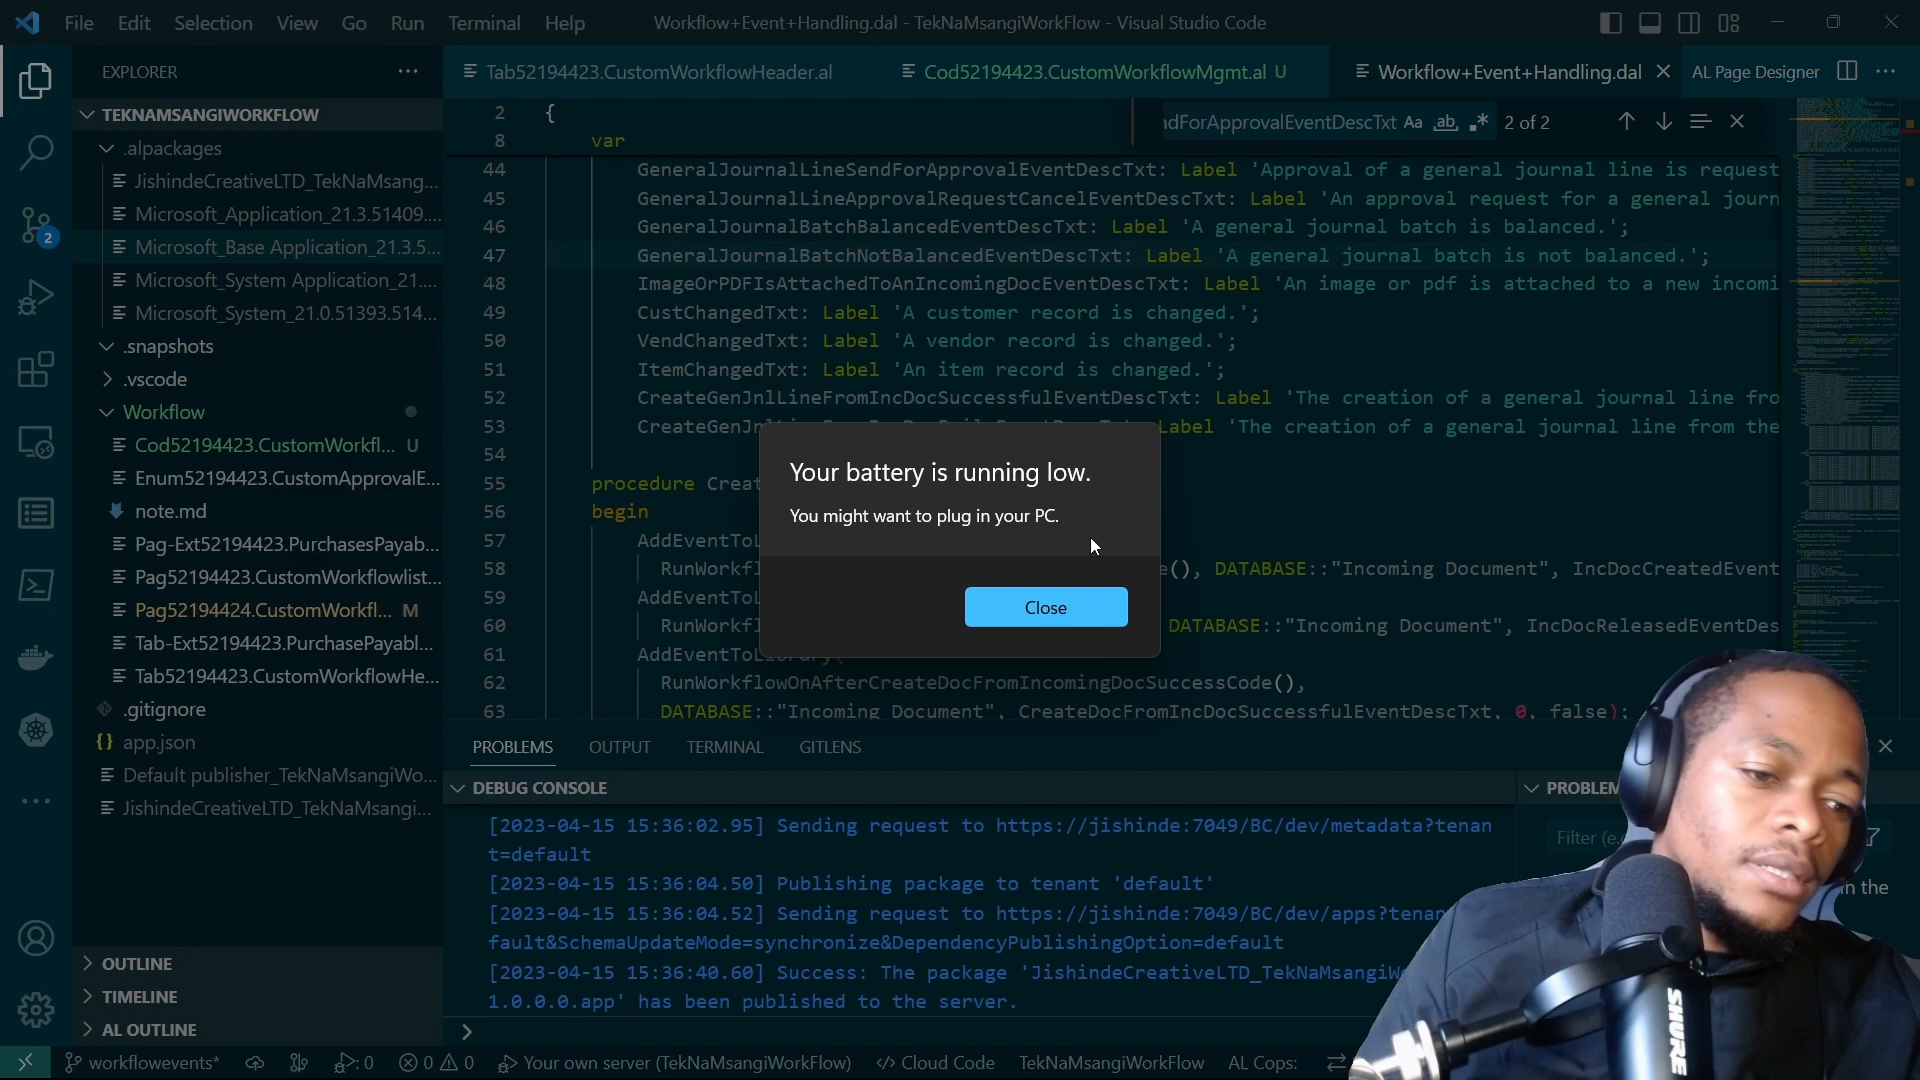 File Edit Selection View Go Run Terminal Help
Workflow+Event+Handling.dal - TekNaMsangiWorkFlow - Visual Studio Code
EXPLORER
TEKNAMSANGIWORKFLOW
.alpackages
JishindeCreativeLTD_TekNaMsang...
Microsoft_Application_21.3.51409....
Microsoft_Base Application_21.3.5...
Microsoft_System Application_21....
Microsoft_System_21.0.51393.514...
.snapshots
.vscode
Workflow
Cod52194423.CustomWorkfl... U
Enum52194423.CustomApprovalE...
note.md
Pag-Ext52194423.PurchasesPayab...
Pag52194423.CustomWorkflowlist...
Pag52194424.CustomWorkfl... M
Tab-Ext52194423.PurchasePayabl...
Tab52194423.CustomWorkflowHe...
.gitignore
{} app.json
Default publisher_TekNaMsangiWo...
JishindeCreativeLTD_TekNaMsangi...
OUTLINE
TIMELINE
AL OUTLINE
2
Tab52194423.CustomWorkflowHeader.al
Cod52194423.CustomWorkflowMgmt.al U
Workflow+Event+Handling.dal
AL Page Designer
dForApprovalEventDescTxt Aa ab 2 of 2
2 {
8 var
44 GeneralJournalLineSendForApprovalEventDescTxt: Label 'Approval of a general journal line is request
45 GeneralJournalLineApprovalRequestCancelEventDescTxt: Label 'An approval request for a general journ
46 GeneralJournalBatchBalancedEventDescTxt: Label 'A general journal batch is balanced.';
47 GeneralJournalBatchNotBalancedEventDescTxt: Label 'A general journal batch is not balanced.';
48 ImageOrPDFIsAttachedToAnIncomingDocEventDescTxt: Label 'An image or pdf is attached to a new incomi
49 CustChangedTxt: Label 'A customer record is changed.';
50 VendChangedTxt: Label 'A vendor record is changed.';
51 ItemChangedTxt: Label 'An item record is changed.';
52 CreateGenJnlLineFromIncDocSuccessfulEventDescTxt: Label 'The creation of a general journal line fro
53 CreateGenJn Label 'The creation of a general journal line from the
54
55 procedure Creat
56 begin
57 AddEventToL
58 RunWorkfl e(), DATABASE::"Incoming Document", IncDocCreatedEvent
59 AddEventToL
60 RunWorkfl DATABASE::"Incoming Document", IncDocReleasedEventDes
61 AddEventToLibrary(
62 RunWorkflowOnAfterCreateDocFromIncomingDocSuccessCode(),
63 DATABASE::"Incoming Document", CreateDocFromIncDocSuccessfulEventDescTxt, 0, false);
Your battery is running low.
You might want to plug in your PC.
Close
PROBLEMS OUTPUT TERMINAL GITLENS
DEBUG CONSOLE
[2023-04-15 15:36:02.95] Sending request to https://jishinde:7049/BC/dev/metadata?tenan
t=default
[2023-04-15 15:36:04.50] Publishing package to tenant 'default'
[2023-04-15 15:36:04.52] Sending request to https://jishinde:7049/BC/dev/apps?tenan
fault&SchemaUpdateMode=synchronize&DependencyPublishingOption=default
[2023-04-15 15:36:40.60] Success: The package 'JishindeCreativeLTD_TekNaMsangiW
1.0.0.0.app' has been published to the server.
PROBLEM
Filter (e.
n the
SHURE
workflowevents* 0 0 0 Your own server (TekNaMsangiWorkFlow) Cloud Code TekNaMsangiWorkFlow AL Cops: